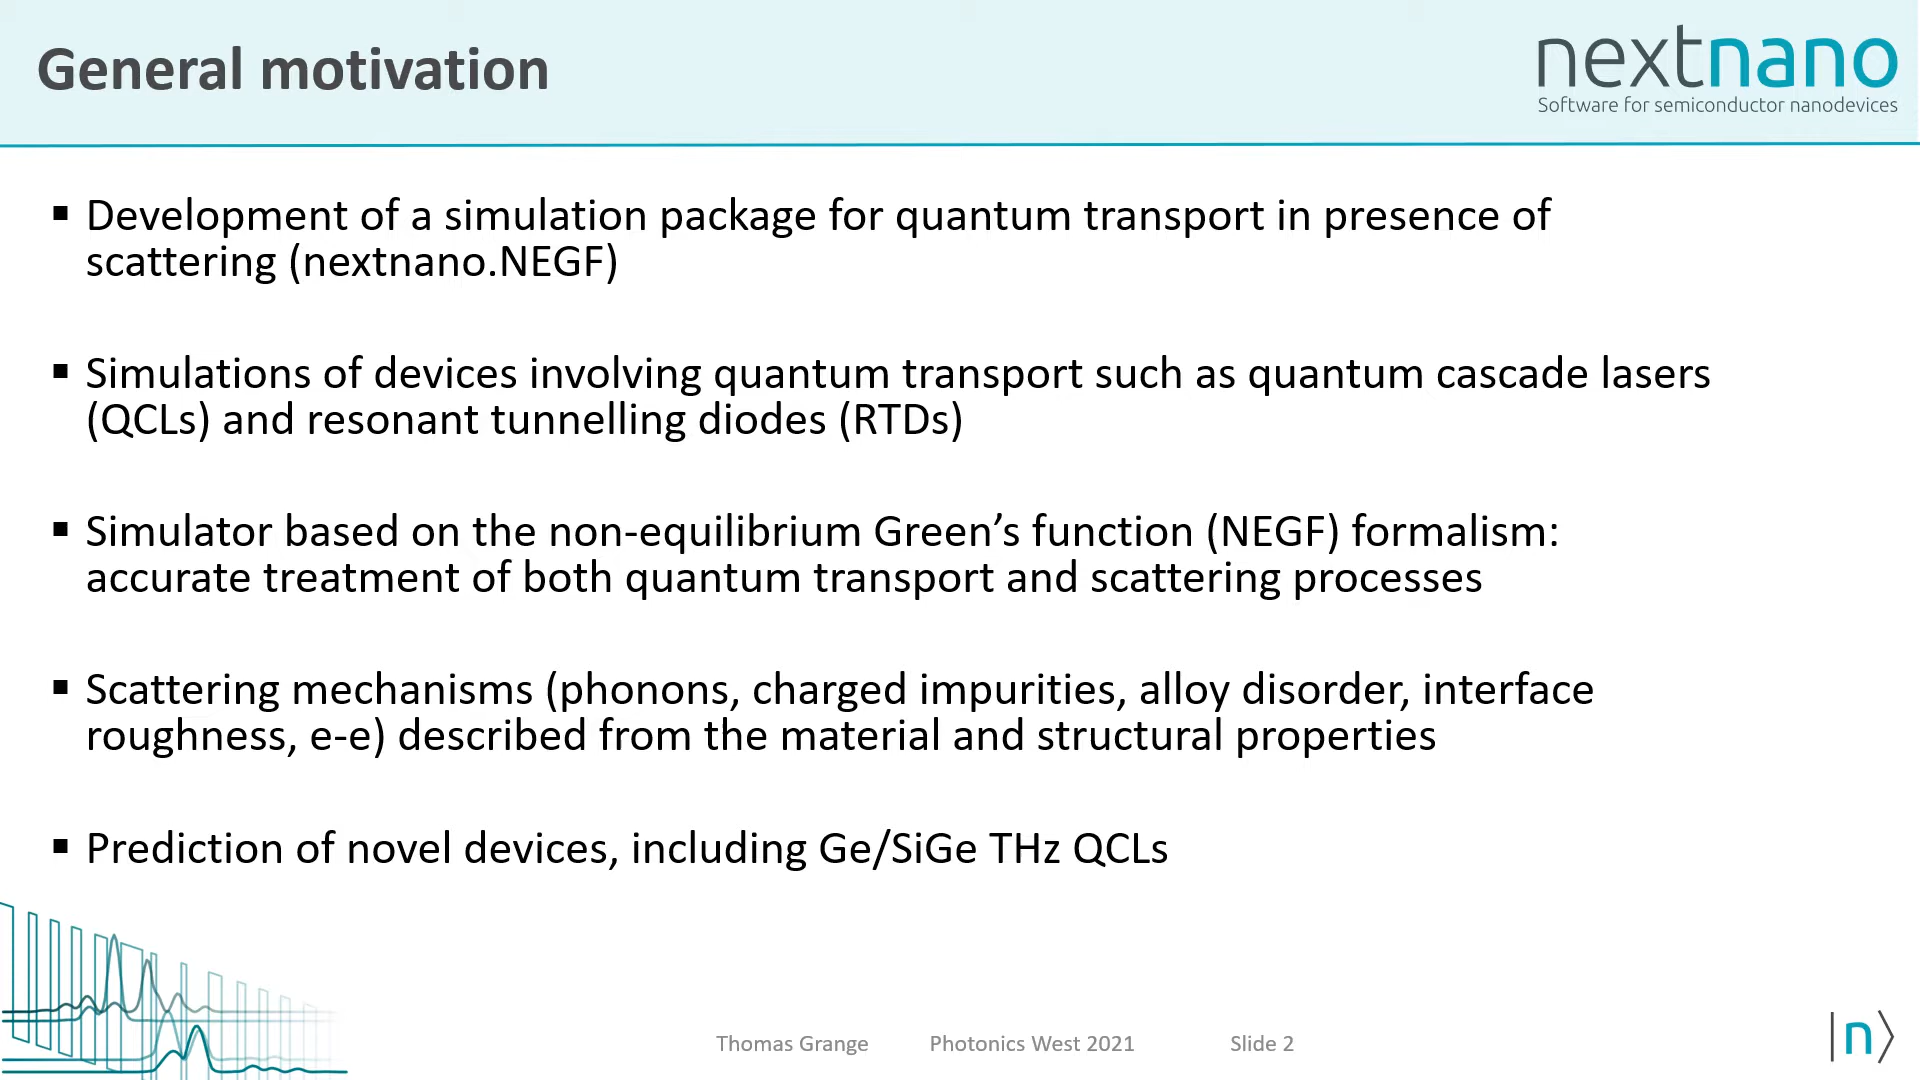 General motivation
nextnano
Software for semiconductor nanodevices
▪ Development of a simulation package for quantum transport in presence of
scattering (nextnano.NEGF)
▪ Simulations of devices involving quantum transport such as quantum cascade lasers
(QCLs) and resonant tunnelling diodes (RTDs)
▪ Simulator based on the non-equilibrium Green’s function (NEGF) formalism:
accurate treatment of both quantum transport and scattering processes
▪ Scattering mechanisms (phonons, charged impurities, alloy disorder, interface
roughness, e-e) described from the material and structural properties
▪ Prediction of novel devices, including Ge/SiGe THz QCLs
Thomas Grange Photonics West 2021 Slide 2
|n⟩